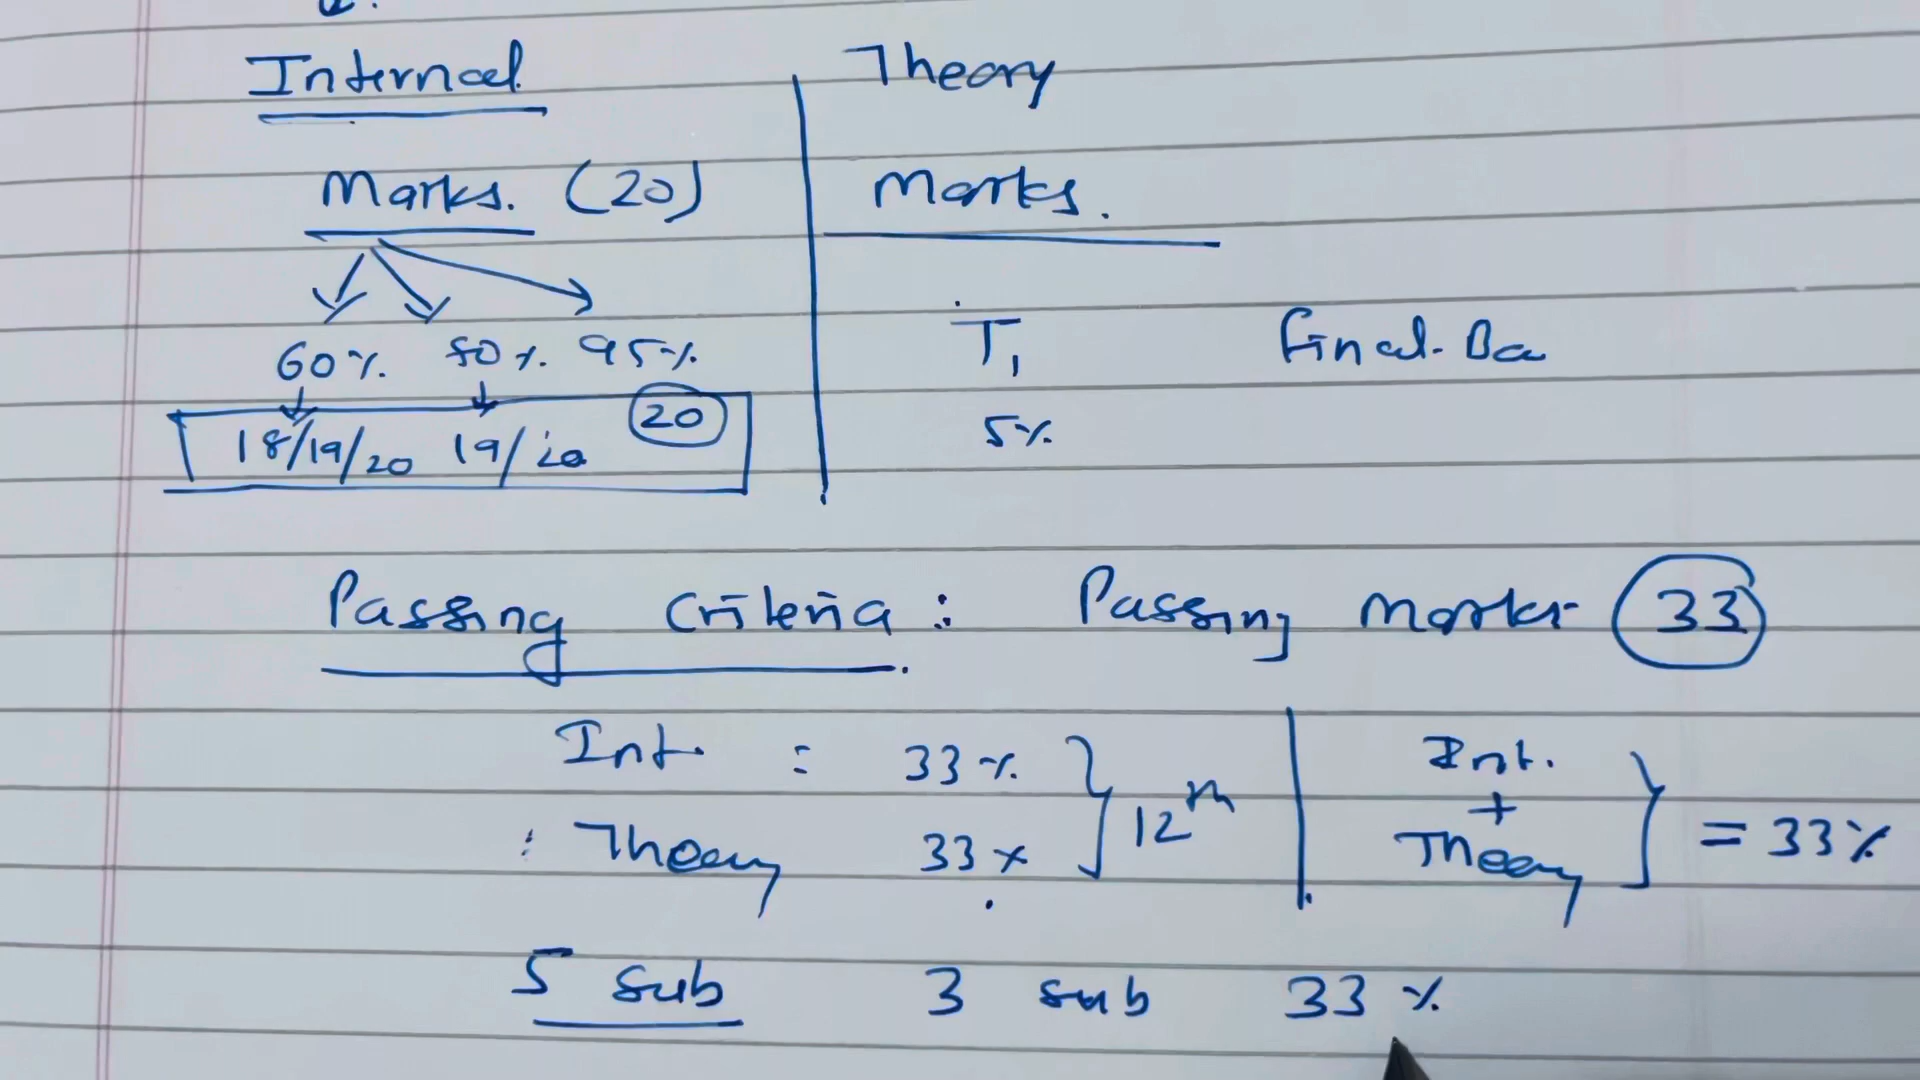 Internal
Marks. (20)
60% 80% 95%
18/19/20 19/20 20
Theory
Marks.
T1 Final. Ba
5%
Passing Criteria : Passing Marks 33
Int. : 33% } 12th
: Theory 33%
Int. + Theory } = 33%
5 Sub 3 sub 33%